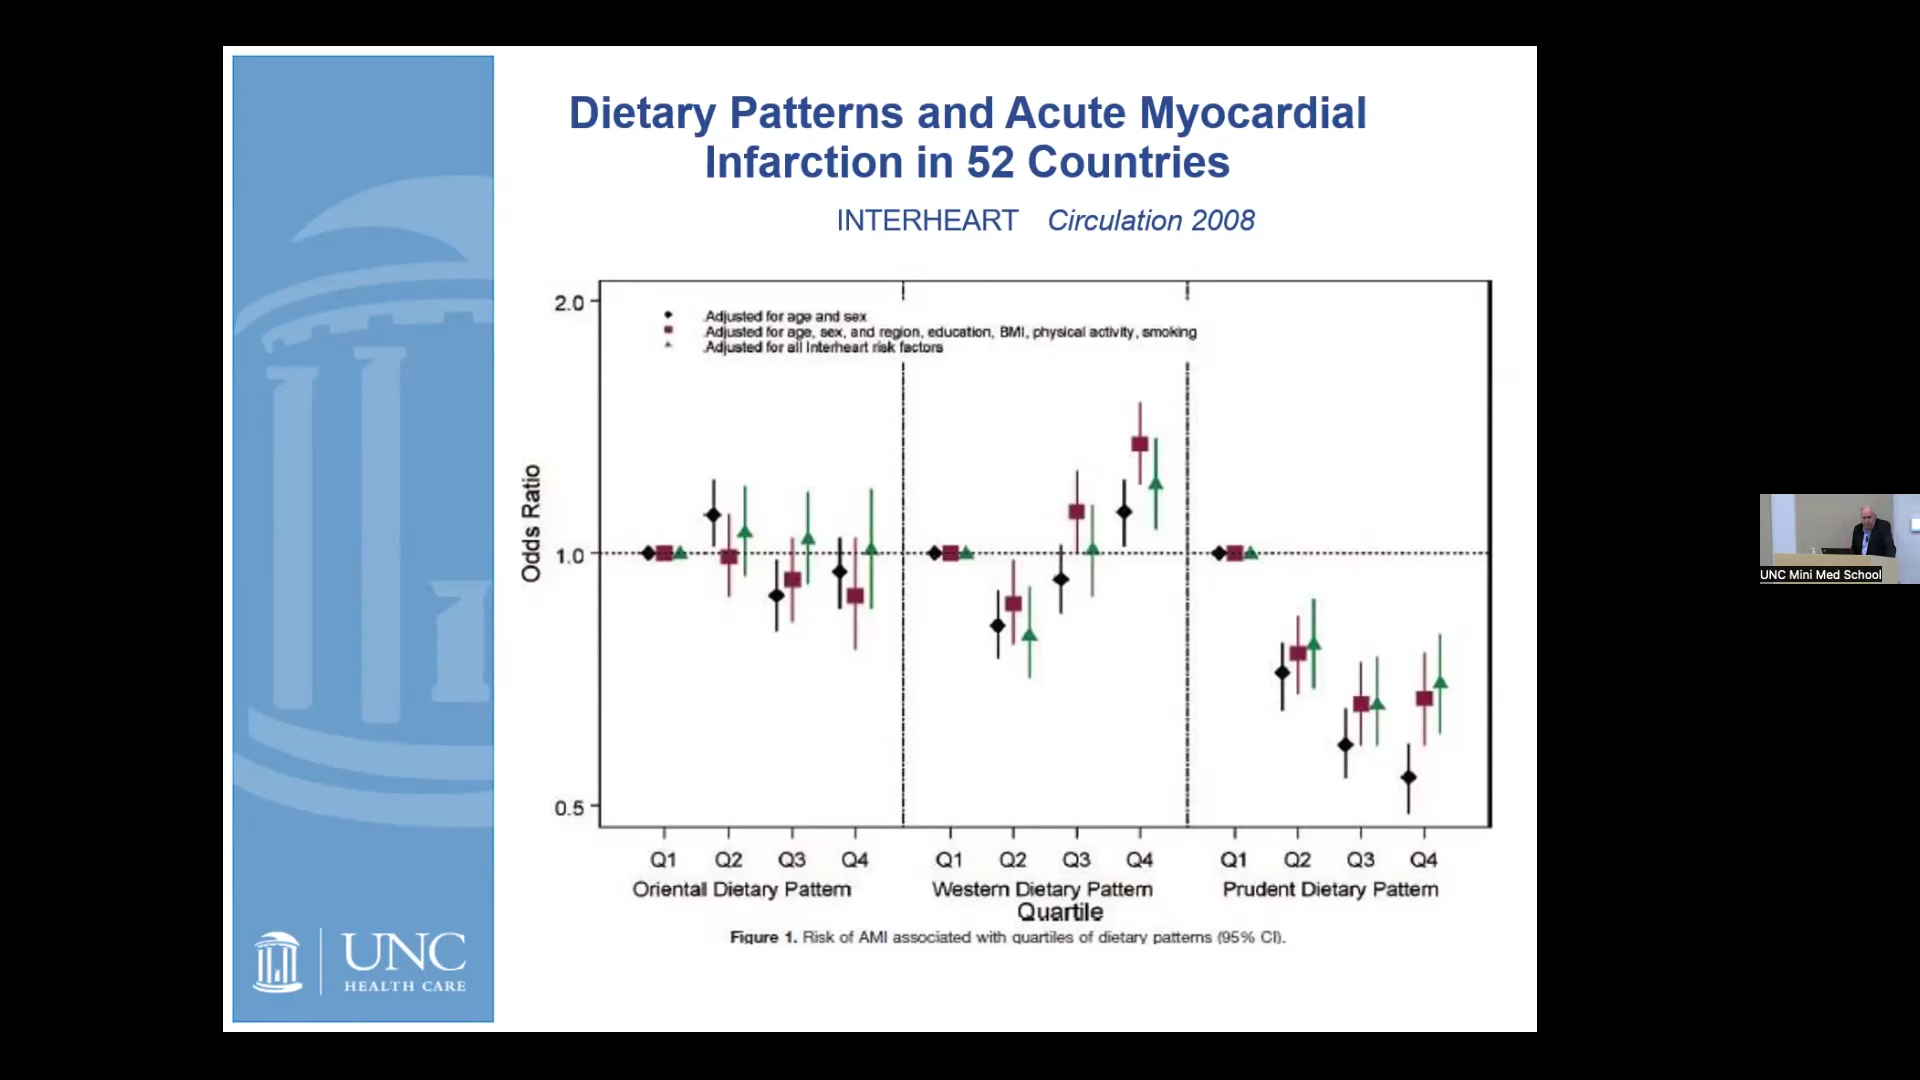 Dietary Patterns and Acute Myocardial
Infarction in 52 Countries
INTERHEART Circulation 2008
2.0
Adjusted for age and sex
Adjusted for age, sex, and region, education, BMI, physical activity, smoking
Adjusted for all Interheart risk factors
Odds Ratio
1.0
0.5
Q1 Q2 Q3 Q4 Q1 Q2 Q3 Q4 Q1 Q2 Q3 Q4
Oriental Dietary Pattern Western Dietary Pattern Prudent Dietary Pattern
Quartile
Figure 1. Risk of AMI associated with quartiles of dietary patterns (95% CI).
UNC
HEALTH CARE
UNC Mini Med School